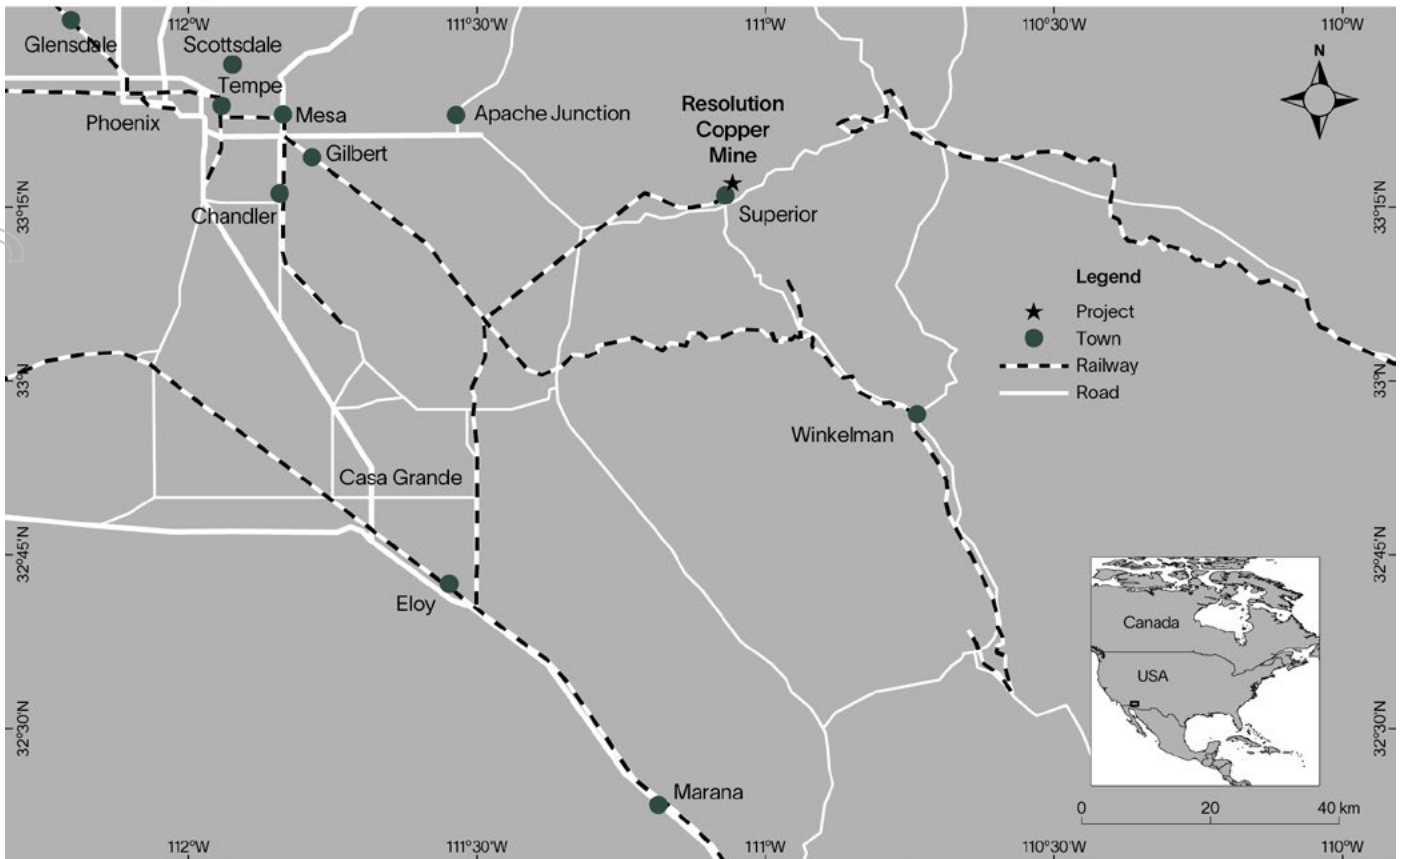 112°W
111°30'W
111°W
110°30'W
110°W
Glensdale
Scottsdale
Tempe
Phoenix
Mesa
Apache Junction
Gilbert
Chandler
Resolution
Copper
Mine
Superior
N
33°15'N
33°15'N
Legend
Project
Town
Railway
Road
33°N
33°N
Winkelman
Casa Grande
32°45'N
32°45'N
Eloy
Canada
USA
32°30'N
32°30'N
Marana
0 20 40 km
112°W
111°30'W
111°W
110°30'W
110°W